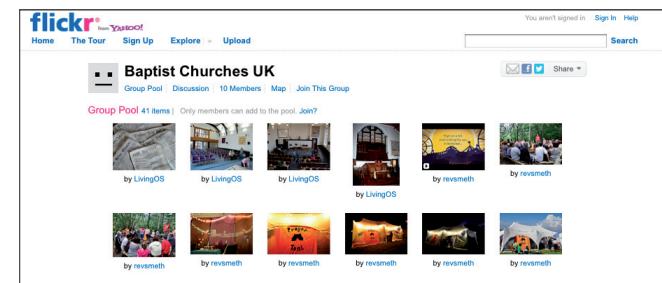 flickr from YAHOO!
You aren't signed in Sign In Help
Home The Tour Sign Up Explore Upload Search
Baptist Churches UK
Share
Group Pool Discussion 10 Members Map Join This Group
Group Pool 41 items | Only members can add to the pool. Join?
by LivingOS by LivingOS by LivingOS by LivingOS by revsmeth by revsmeth
by revsmeth by revsmeth by revsmeth by revsmeth by revsmeth by revsmeth